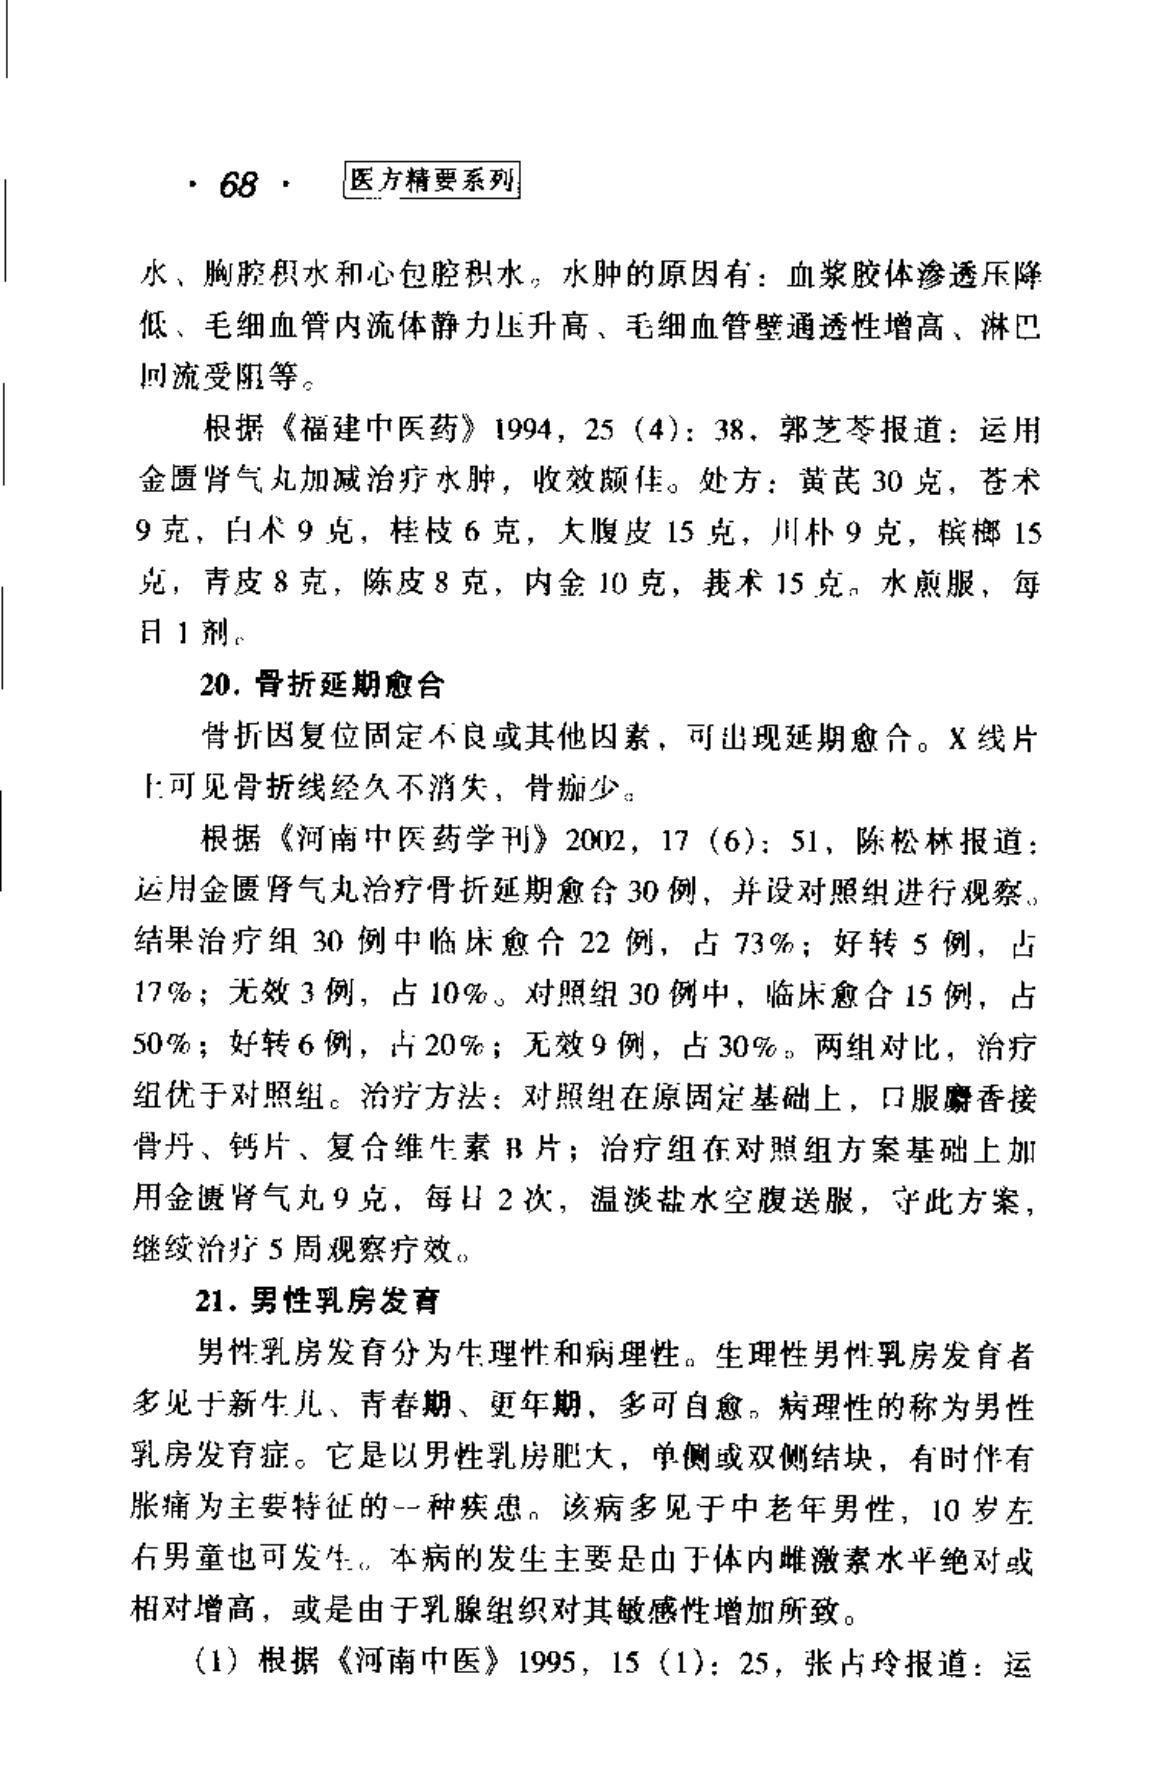 · 68 · 医方精要系列
水、胸腔积水和心包腔积水。水肿的原因有：血浆胶体渗透压降
低、毛细血管内流体静力压升高、毛细血管壁通透性增高、淋巴
回流受阻等。
根据《福建中医药》1994，25（4）：38，郭芝苓报道：运用
金匮肾气丸加减治疗水肿，收效颇佳。处方：黄芪 30 克，苍术
9 克，白术 9 克，桂枝 6 克，大腹皮 15 克，川朴 9 克，槟榔 15
克，青皮 8 克，陈皮 8 克，内金 10 克，莪术 15 克。水煎服，每
日 1 剂。
20. 骨折延期愈合
骨折因复位固定不良或其他因素，可出现延期愈合。X 线片
上可见骨折线经久不消失，骨痂少。
根据《河南中医药学刊》2002，17（6）：51，陈松林报道：
运用金匮肾气丸治疗骨折延期愈合 30 例，并设对照组进行观察。
结果治疗组 30 例中临床愈合 22 例，占 73%；好转 5 例，占
17%；无效 3 例，占 10%。对照组 30 例中，临床愈合 15 例，占
50%；好转 6 例，占 20%；无效 9 例，占 30%。两组对比，治疗
组优于对照组。治疗方法：对照组在原固定基础上，口服麝香接
骨丹、钙片、复合维生素 B 片；治疗组在对照组方案基础上加
用金匮肾气丸 9 克，每日 2 次，温淡盐水空腹送服，守此方案，
继续治疗 5 周观察疗效。
21. 男性乳房发育
男性乳房发育分为生理性和病理性。生理性男性乳房发育者
多见于新生儿、青春期、更年期，多可自愈。病理性的称为男性
乳房发育症。它是以男性乳房肥大，单侧或双侧结块，有时伴有
胀痛为主要特征的一种疾患。该病多见于中老年男性，10 岁左
右男童也可发生。本病的发生主要是由于体内雌激素水平绝对或
相对增高，或是由于乳腺组织对其敏感性增加所致。
（1）根据《河南中医》1995，15（1）：25，张占玲报道：运